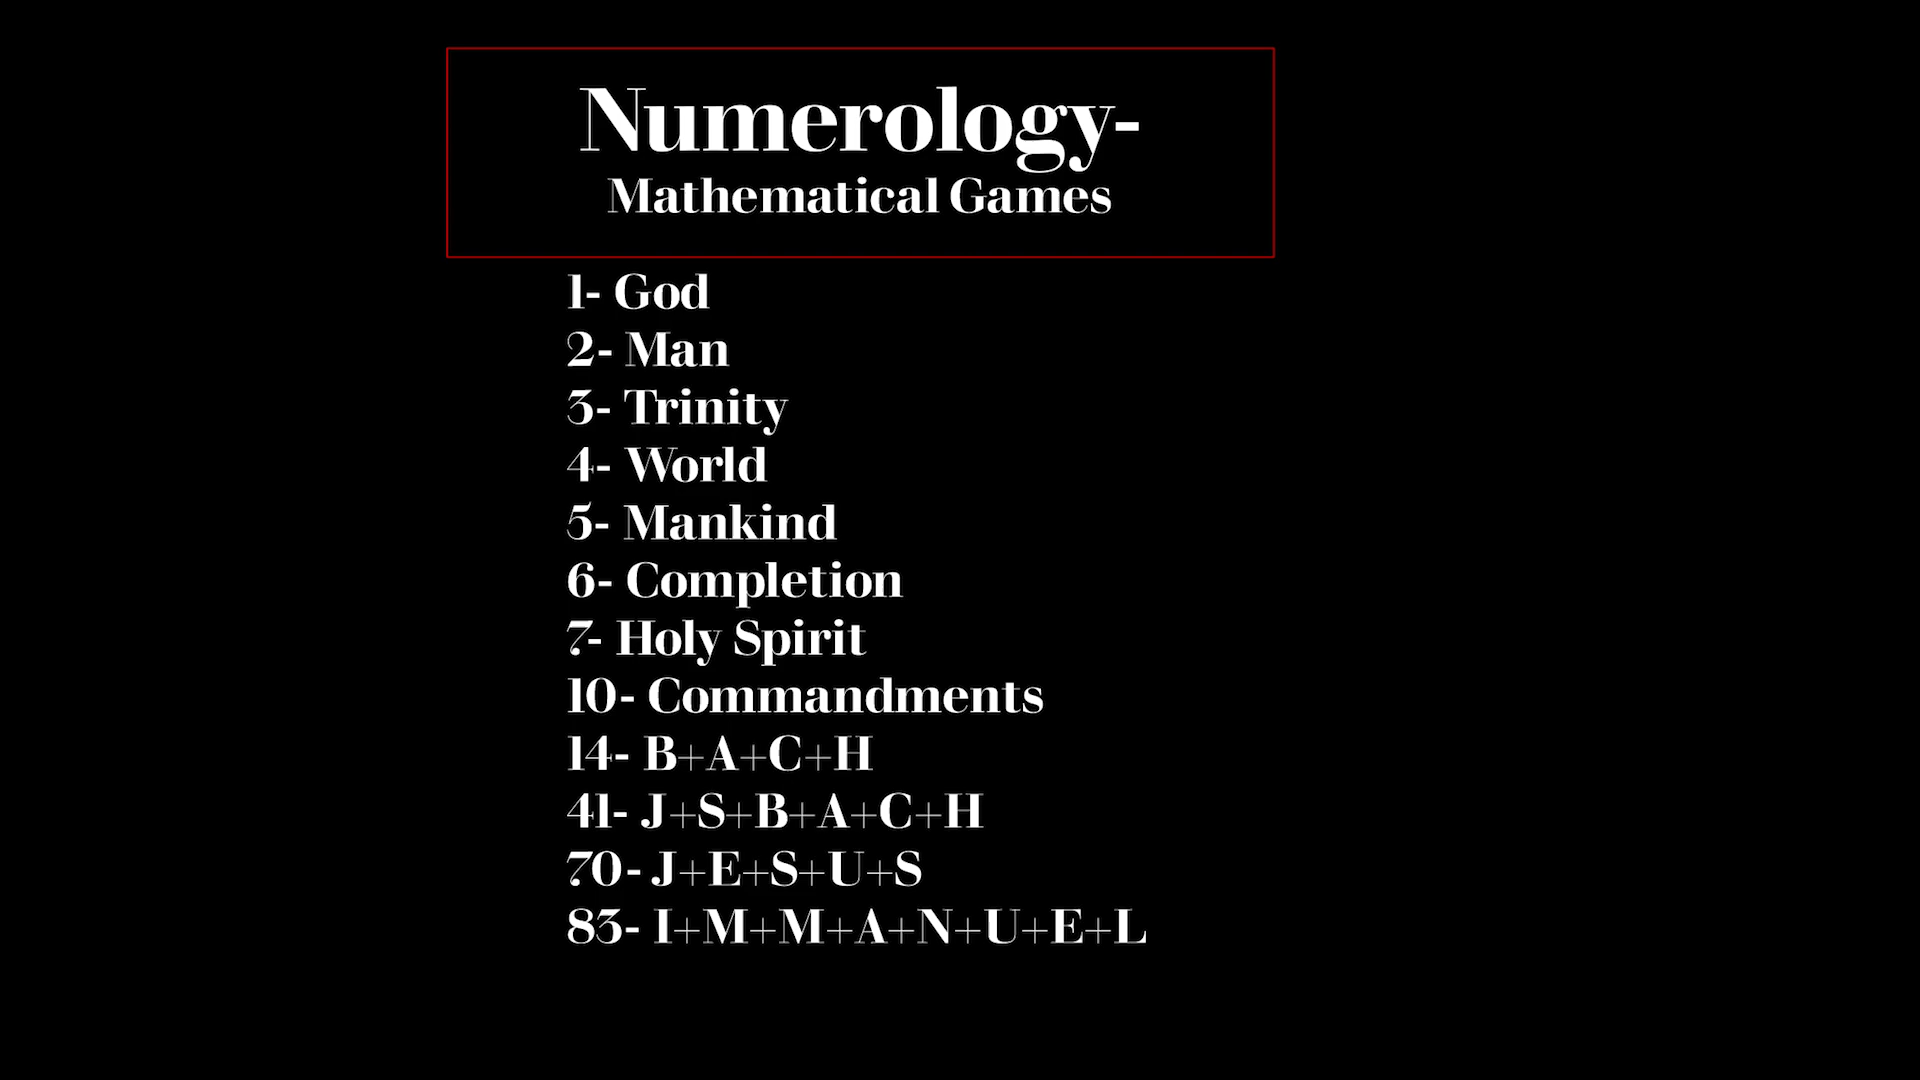 Numerology-
Mathematical Games
1- God
2- Man
3- Trinity
4- World
5- Mankind
6- Completion
7- Holy Spirit
10- Commandments
14- B+A+C+H
41- J+S+B+A+C+H
70- J+E+S+U+S
83- I+M+M+A+N+U+E+L